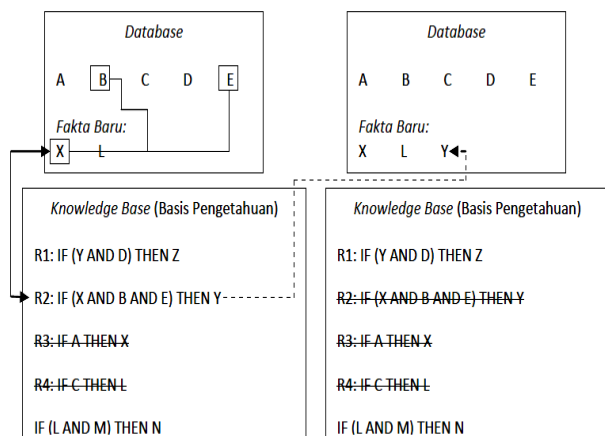 Database
A B C D E
Fakta Baru:
X L
Knowledge Base (Basis Pengetahuan)
R1: IF (Y AND D) THEN Z
R2: IF (X AND B AND E) THEN Y
R3: IF A THEN X
R4: IF C THEN L
IF (L AND M) THEN N
Database
A B C D E
Fakta Baru:
X L Y
Knowledge Base (Basis Pengetahuan)
R1: IF (Y AND D) THEN Z
R2: IF (X AND B AND E) THEN Y
R3: IF A THEN X
R4: IF C THEN L
IF (L AND M) THEN N